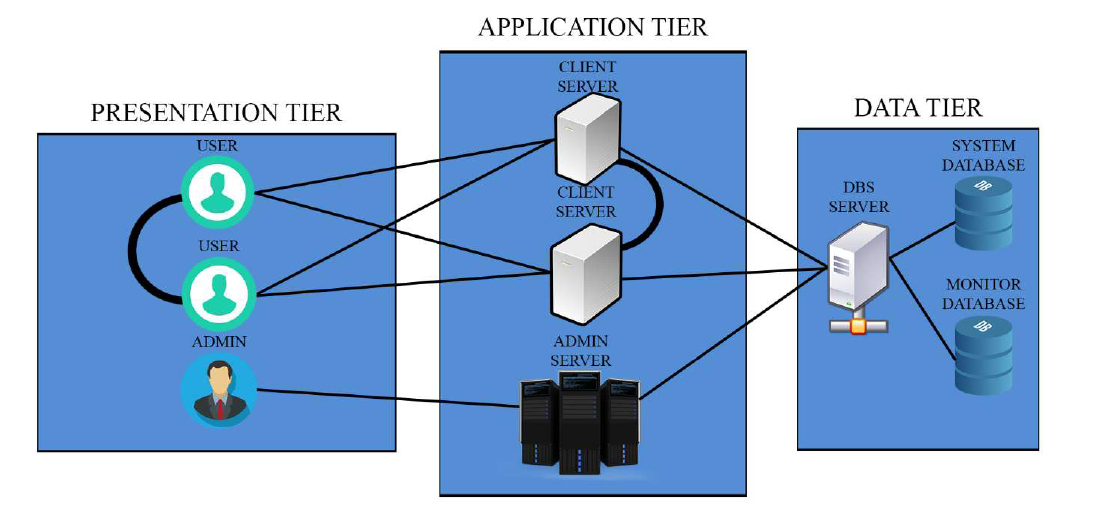 APPLICATION TIER
PRESENTATION TIER
DATA TIER
USER
USER
ADMIN
CLIENT
SERVER
CLIENT
SERVER
ADMIN
SERVER
DBS
SERVER
SYSTEM
DATABASE
DB
MONITOR
DATABASE
DB